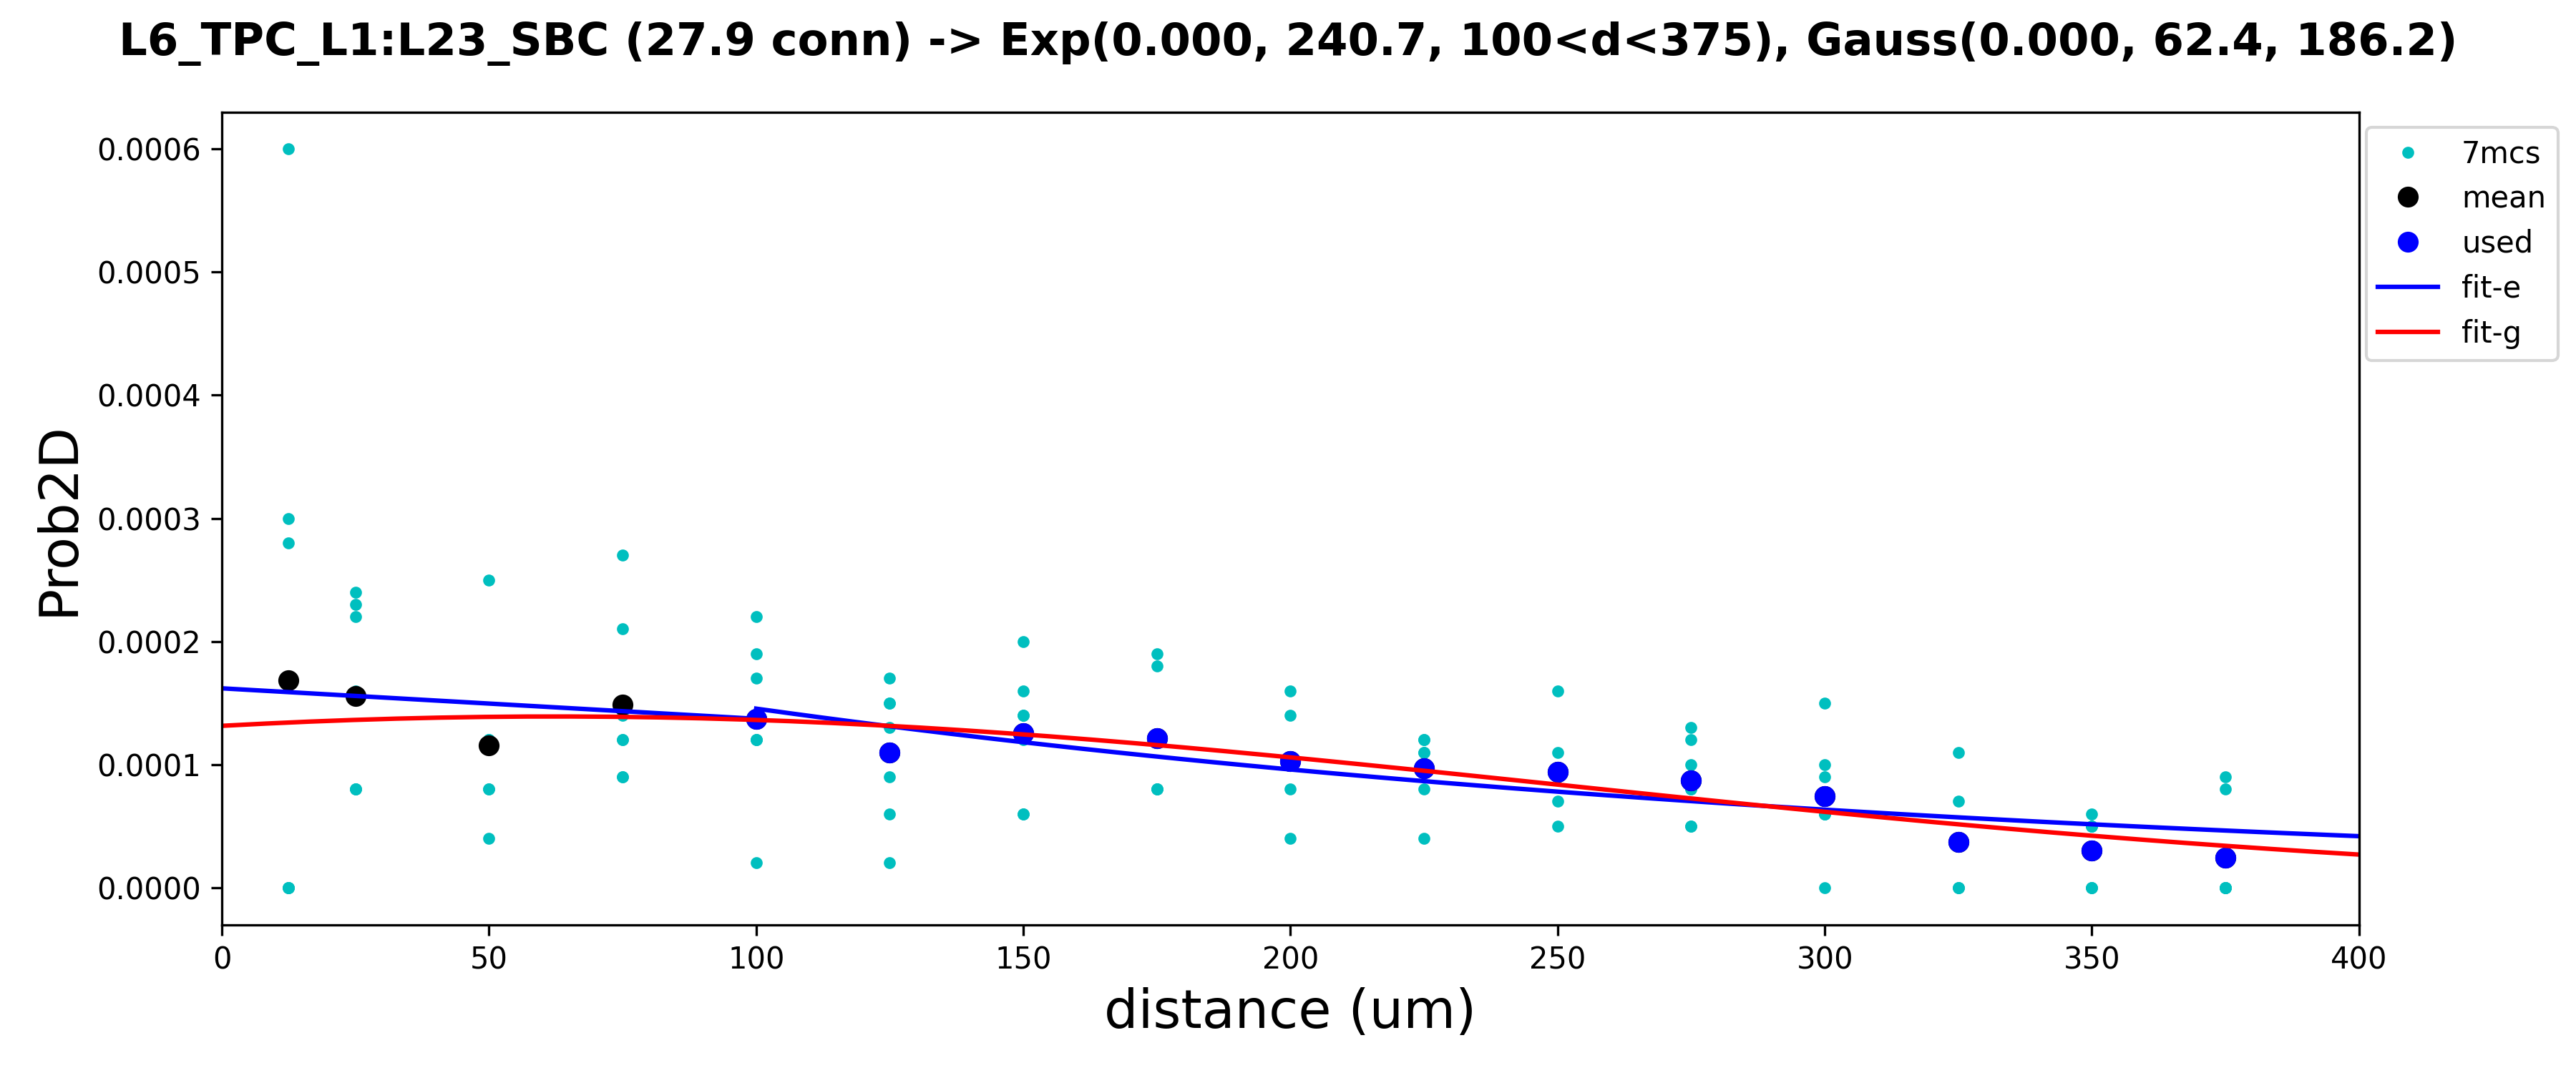 L6_TPC_L1:L23_SBC (27.9 conn) -> Exp(0.000, 240.7, 100<d<375), Gauss(0.000, 62.4, 186.2)
0.0006
0.0005
0.0004
0.0003
0.0002
0.0001
0.0000
Prob2D
0 50 100 150 200 250 300 350 400
distance (um)
7mcs
mean
used
fit-e
fit-g